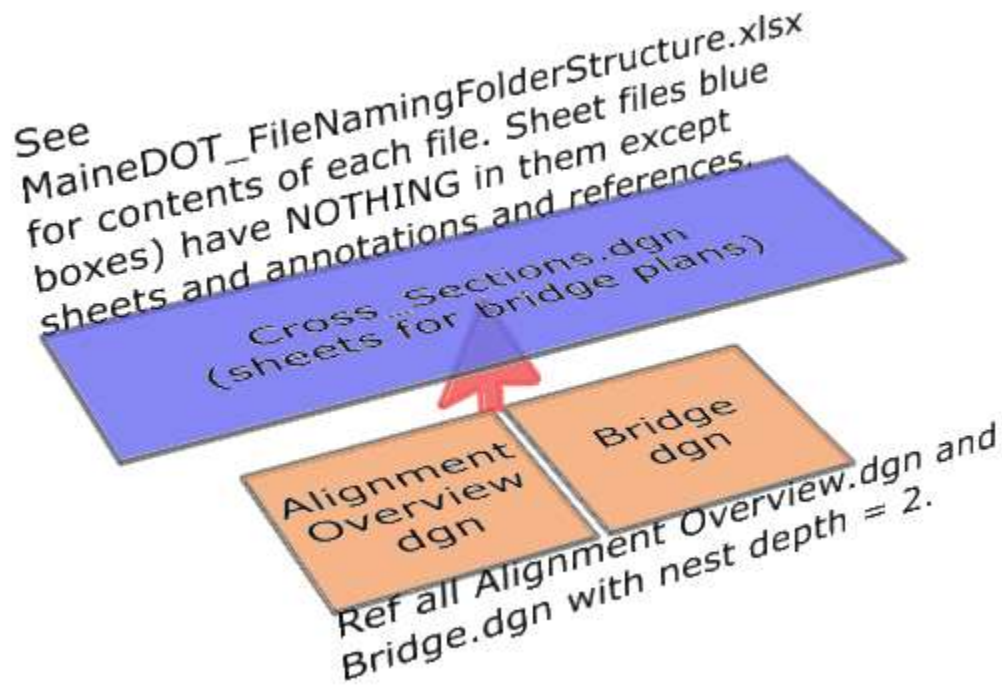 See
MaineDOT_FileNamingFolderStructure.xlsx
for contents of each file. Sheet files blue
boxes) have NOTHING in them except
sheets and annotations and references.
Cross_Sections.dgn
(sheets for bridge plans)
Alignment
Overview
dgn
Bridge
dgn
Ref all Alignment Overview.dgn and
Bridge.dgn with nest depth = 2.